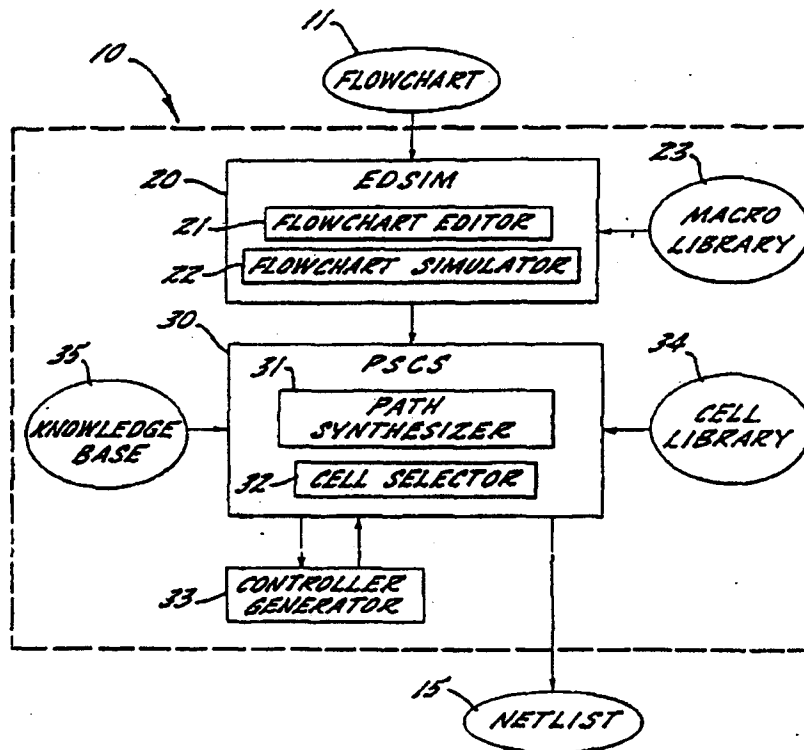 11
10
FLOWCHART
20
EDSIM
23
21
FLOWCHART EDITOR
MACRO
LIBRARY
22
FLOWCHART SIMULATOR
30
35
PSCS
34
31
PATH
SYNTHESIZER
KNOWLEDGE
BASE
CELL
LIBRARY
32
CELL SELECTOR
33
CONTROLLER
GENERATOR
15
NETLIST